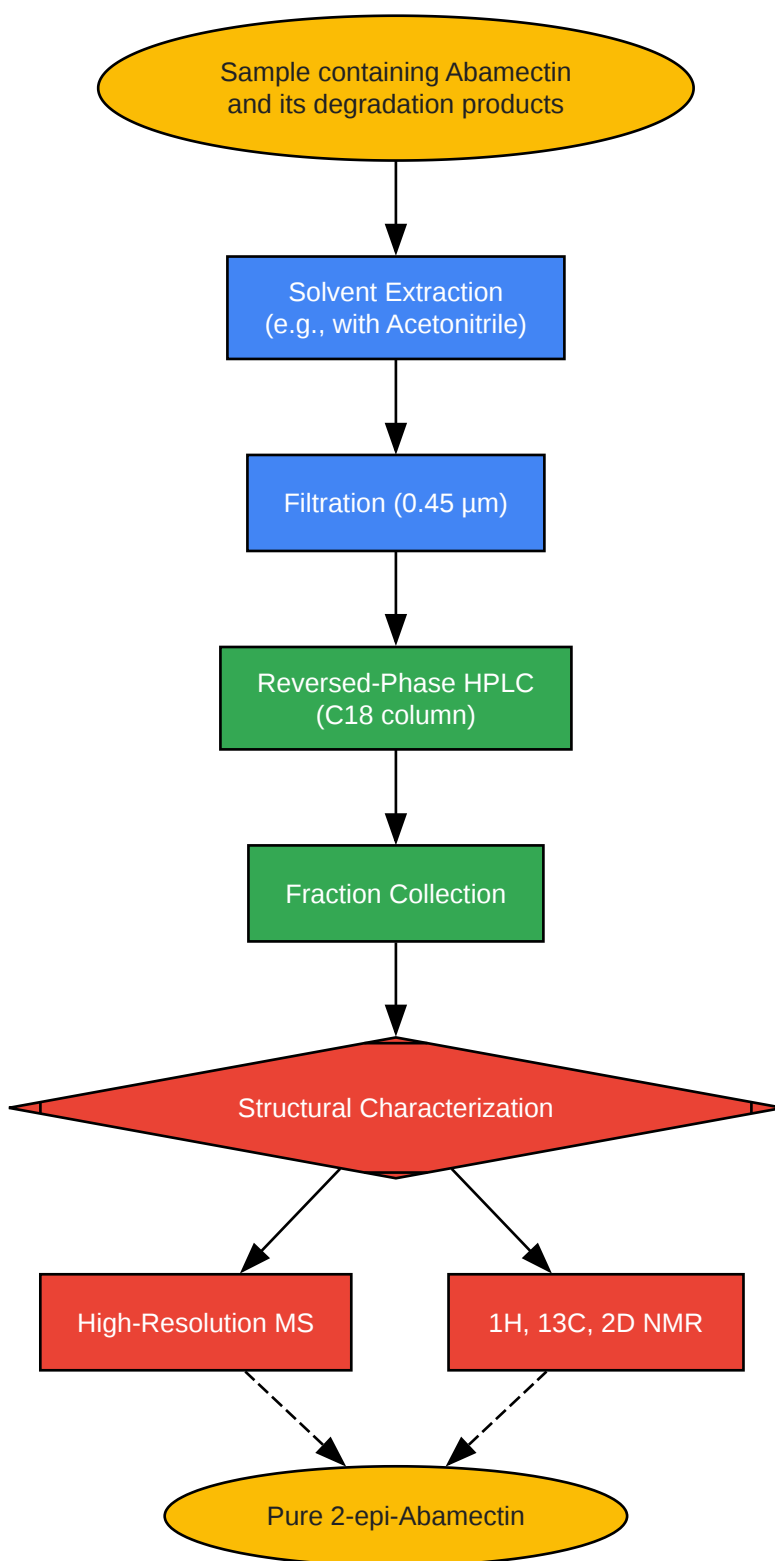 Sample containing Abamectin
and its degradation products
Solvent Extraction
(e.g., with Acetonitrile)
Filtration (0.45 µm)
Reversed-Phase HPLC
(C18 column)
Fraction Collection
Structural Characterization
High-Resolution MS
1H, 13C, 2D NMR
Pure 2-epi-Abamectin